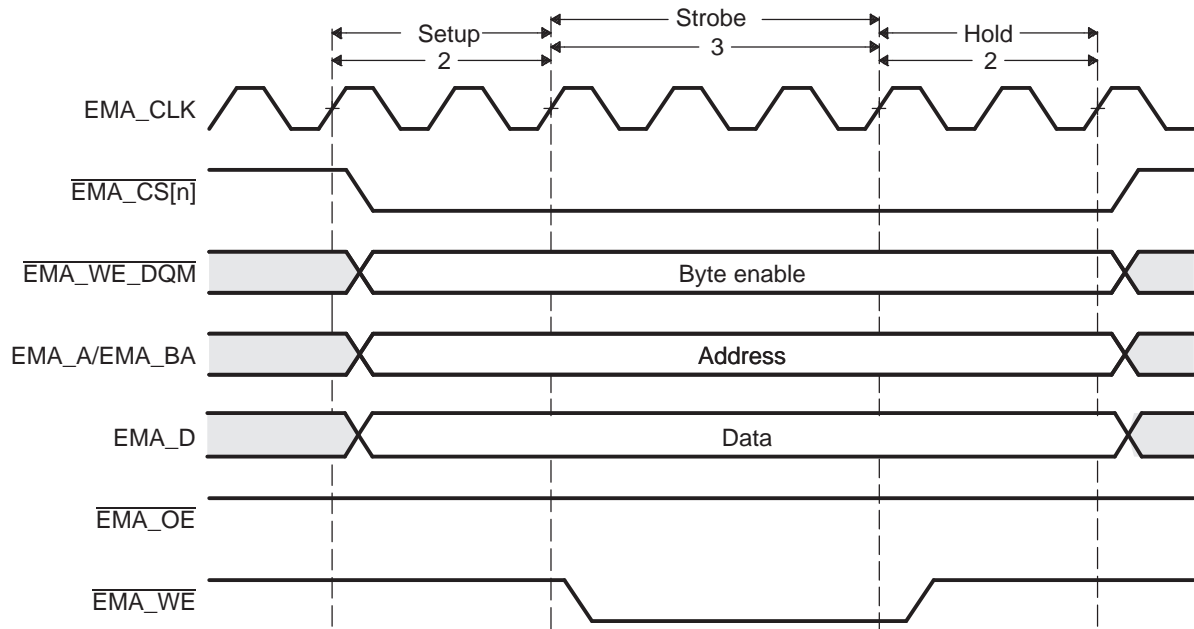 Setup
Strobe
Hold
2
3
2
EMA_CLK
EMA_CS[n]
EMA_WE_DQM
Byte enable
EMA_A/EMA_BA
Address
EMA_D
Data
EMA_OE
EMA_WE